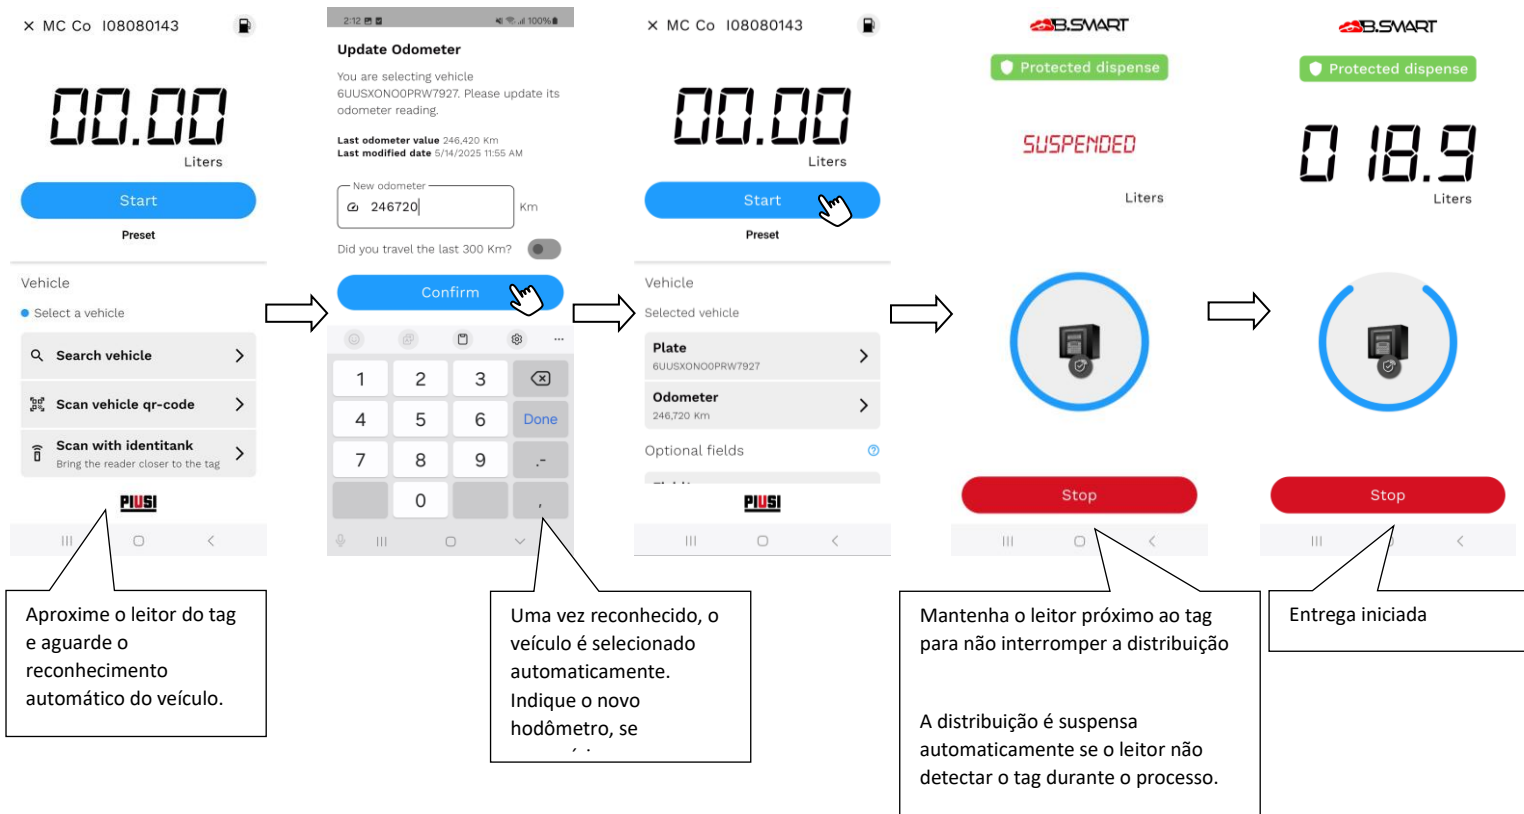 MC Co I08080143
00.00
Liters
Start
Preset
Vehicle
Select a vehicle
Search vehicle
Scan vehicle qr-code
Scan with identitank
Bring the reader closer to the tag
PIUSI
Aproxime o leitor do tag
e aguarde o
reconhecimento
automático do veículo.
2:12
100%
Update Odometer
You are selecting vehicle
6UUSXONO0PRW7927. Please update its
odometer reading.
Last odometer value 246,420 Km
Last modified date 5/14/2025 11:55 AM
New odometer
246720
Km
Did you travel the last 300 Km?
Confirm
1 2 3
4 5 6 Done
7 8 9 .-
0 ,
Uma vez reconhecido, o
veículo é selecionado
automaticamente.
Indique o novo
hodômetro, se
MC Co I08080143
00.00
Liters
Start
Preset
Vehicle
Selected vehicle
Plate
6UUSXONO0PRW7927
Odometer
246,720 Km
Optional fields
PIUSI
B.SMART
Protected dispense
SUSPENDED
Liters
Stop
Mantenha o leitor próximo ao tag
para não interromper a distribuição
A distribuição é suspensa
automaticamente se o leitor não
detectar o tag durante o processo.
B.SMART
Protected dispense
018.9
Liters
Stop
Entrega iniciada